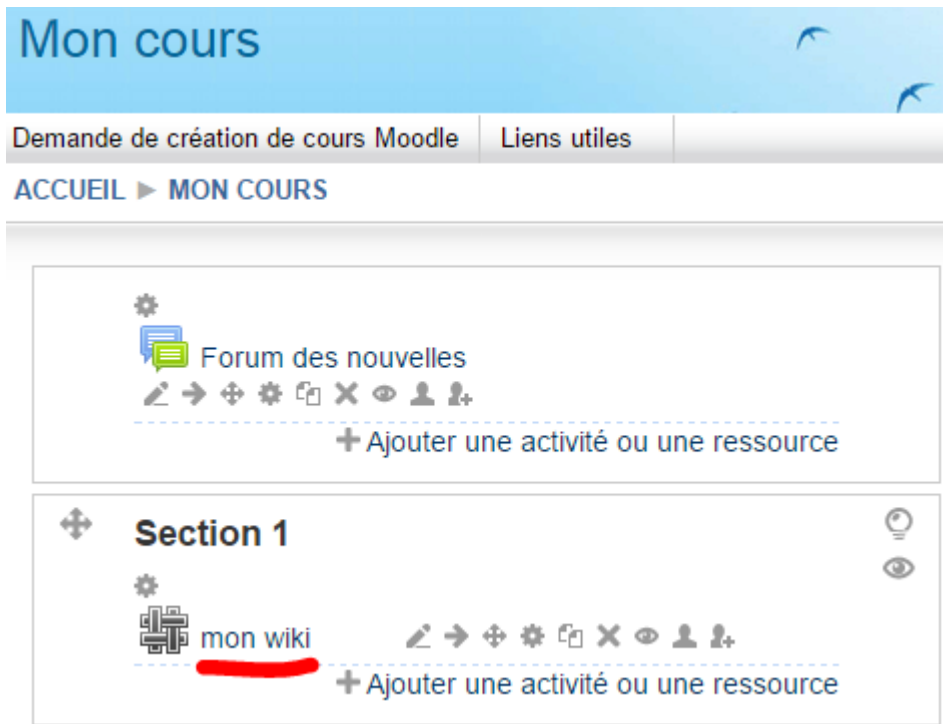 Mon cours
Demande de création de cours Moodle Liens utiles
ACCUEIL ► MON COURS
Forum des nouvelles
Ajouter une activité ou une ressource
Section 1
mon wiki
Ajouter une activité ou une ressource